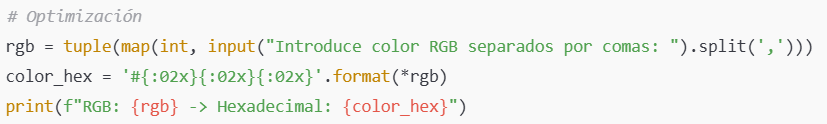 # Optimización
rgb = tuple(map(int, input("Introduce color RGB separados por comas: ").split(',')))
color_hex = '#{:02x}{:02x}{:02x}'.format(*rgb)
print(f"RGB: {rgb} -> Hexadecimal: {color_hex}")